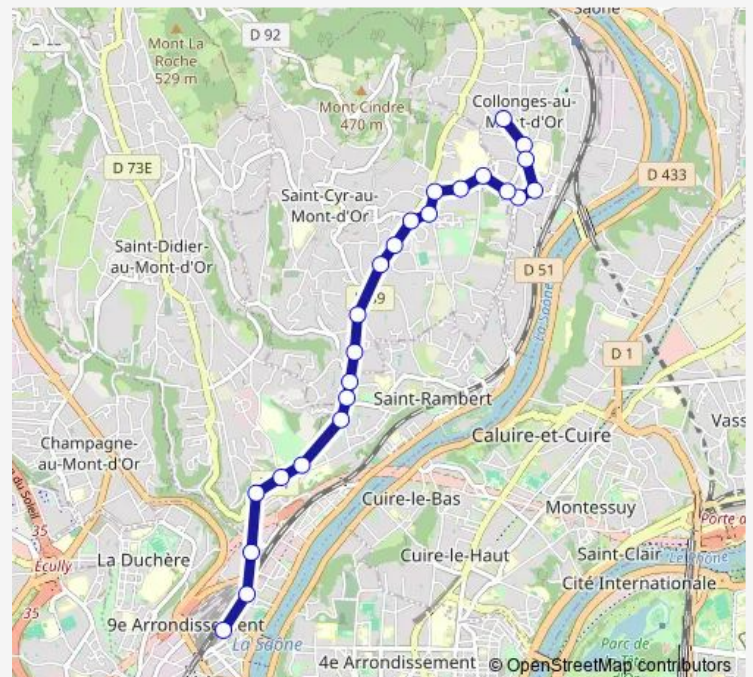 Saône
D 92
Mont La
Roche
529 m
Mont Cindre
470 m
Collonges-au-
Mont-d'Or
D 73E
D 433
Saint-Cyr-au-
Mont-d'Or
Saint-Didier-
au-Mont-d'Or
D 51
La Saône
D 1
Saint-Rambert
Caluire-et-Cuire
Vass
Champagne-
au-Mont-d'Or
du Soleil
Cuire-le-Bas
Montessuy
Porte d
35
Écully
La Duchère
Cuire-le-Haut
Saint-Clair
Le Rhône
Cité Internationale
35
9e Arrondissement
La Saône
Parc de
4e Arrondissement
© OpenStreetMap contributors